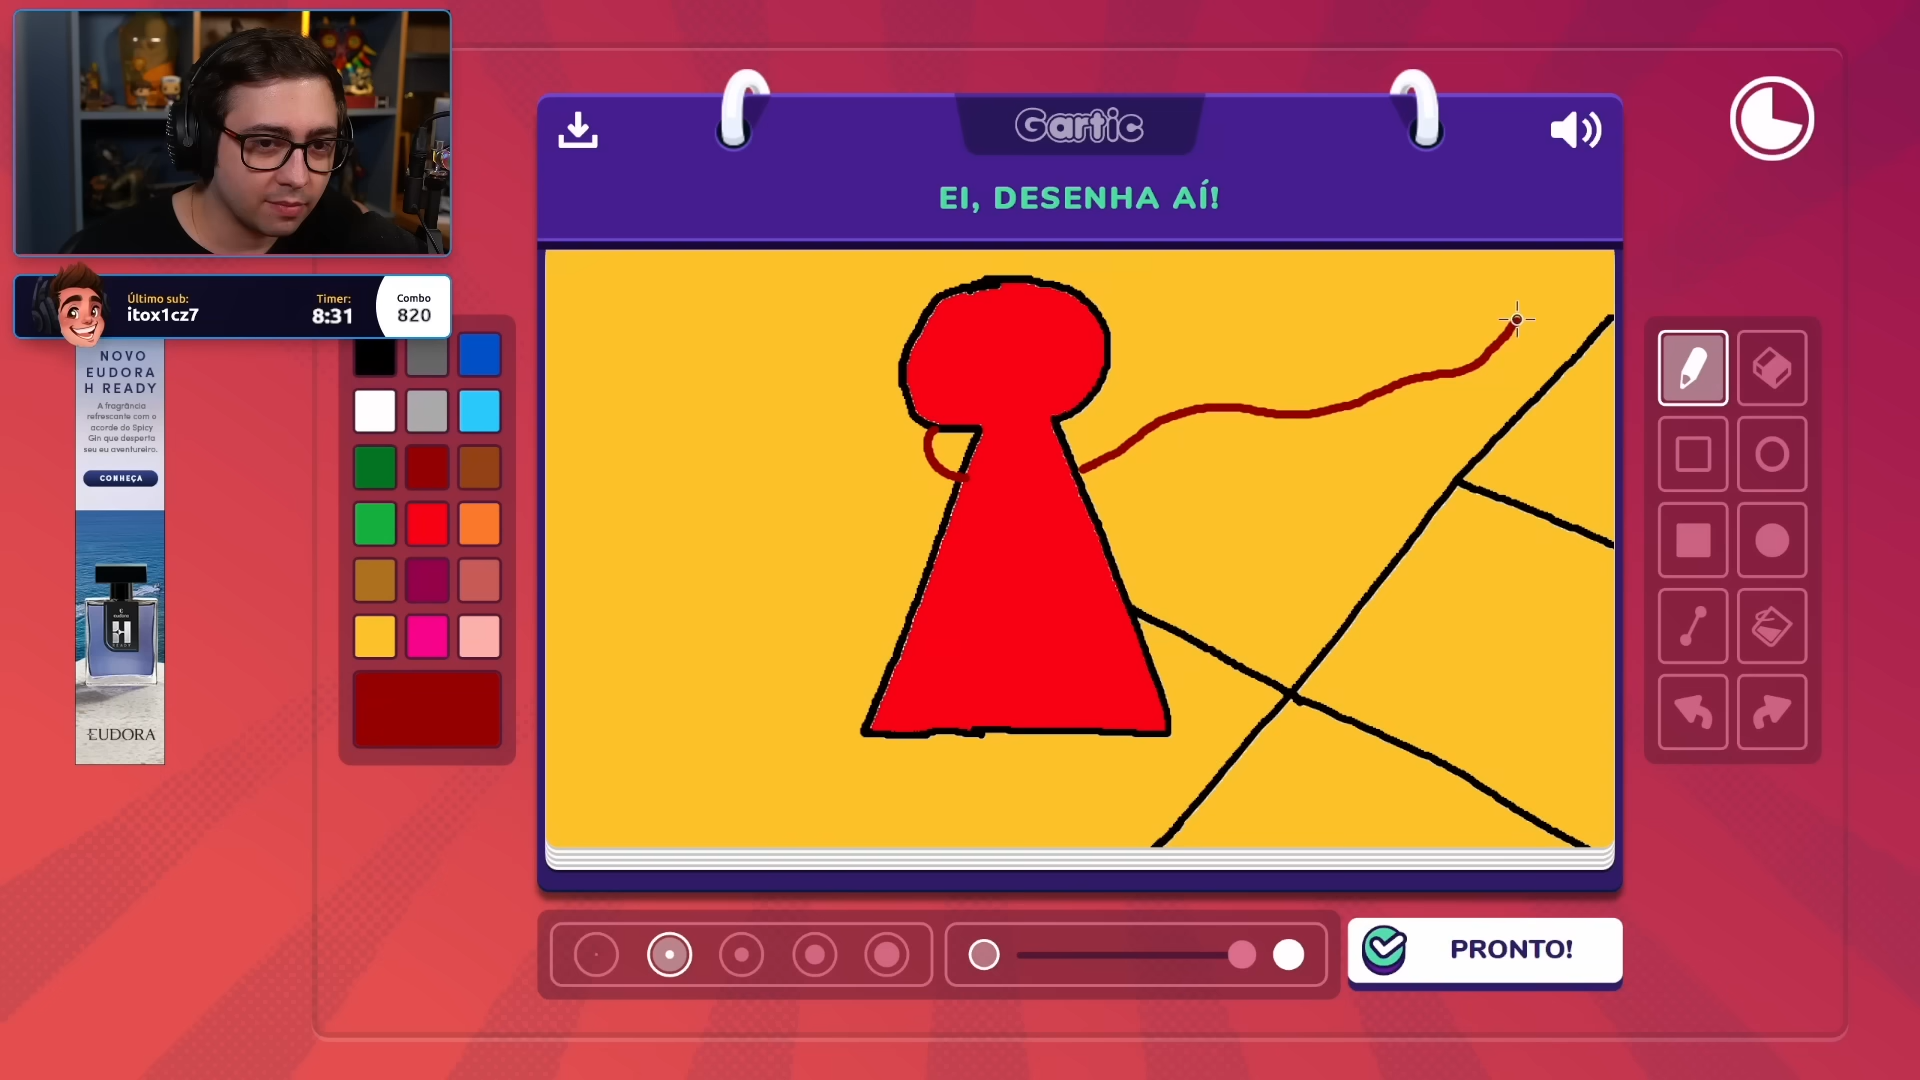 Gartic
EI, DESENHA AÍ!
Último sub:
itox1cz7
Timer:
8:31
Combo
820
NOVO
EUDORA
H READY
A fragrância
refrescante com o
acorde do Spicy
Gin que desperta
seu eu aventureiro.
CONHEÇA
H
EUDORA
PRONTO!